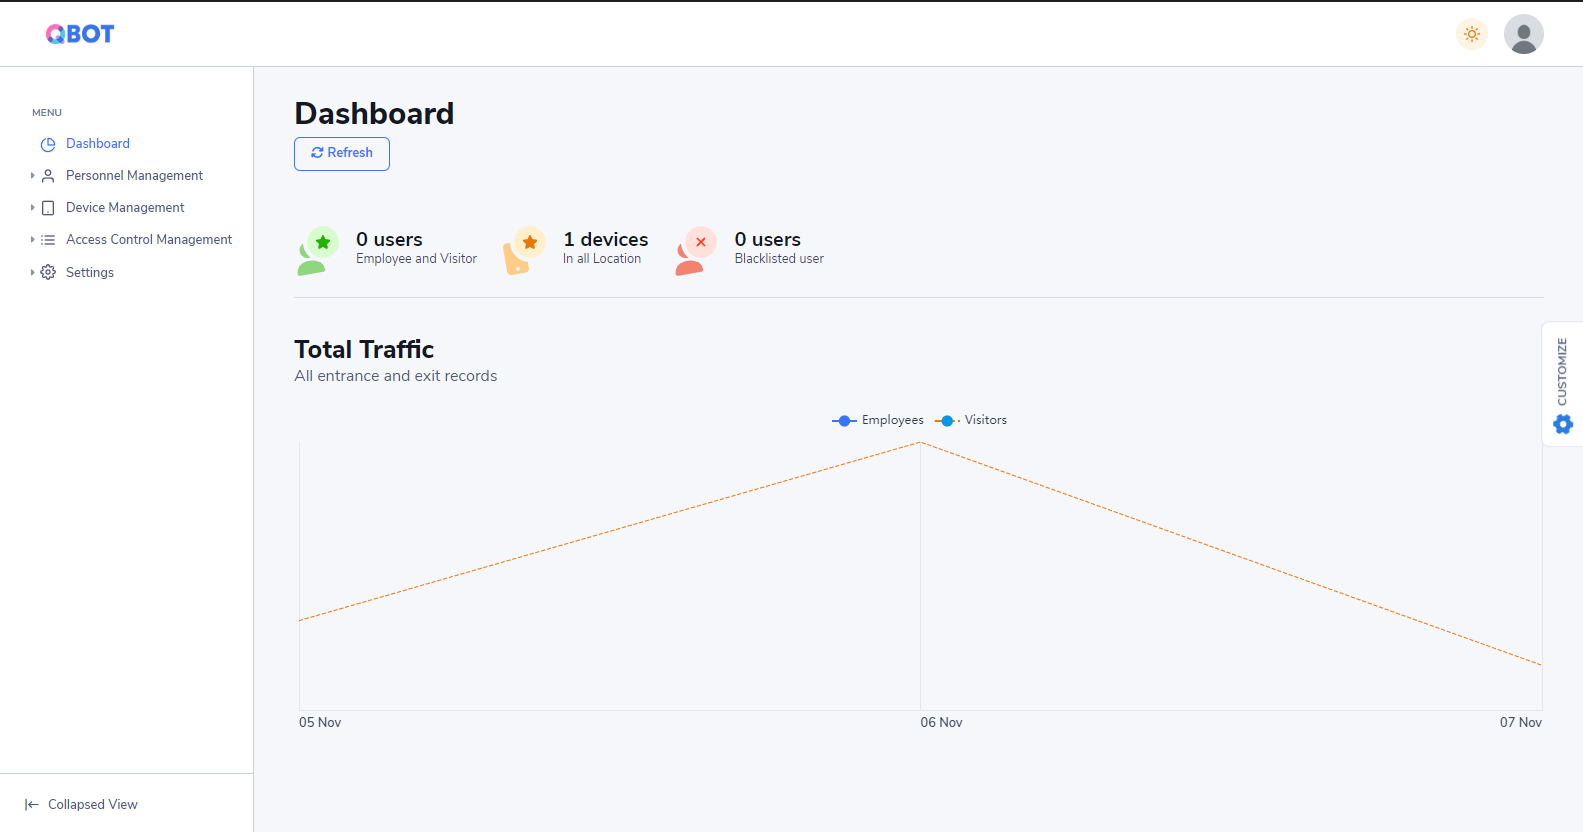 QBOT
MENU
Dashboard
Personnel Management
Device Management
Access Control Management
Settings
Collapsed View
Dashboard
Refresh
0 users
Employee and Visitor
1 devices
In all Location
0 users
Blacklisted user
Total Traffic
All entrance and exit records
Employees Visitors
05 Nov 06 Nov 07 Nov
CUSTOMIZE